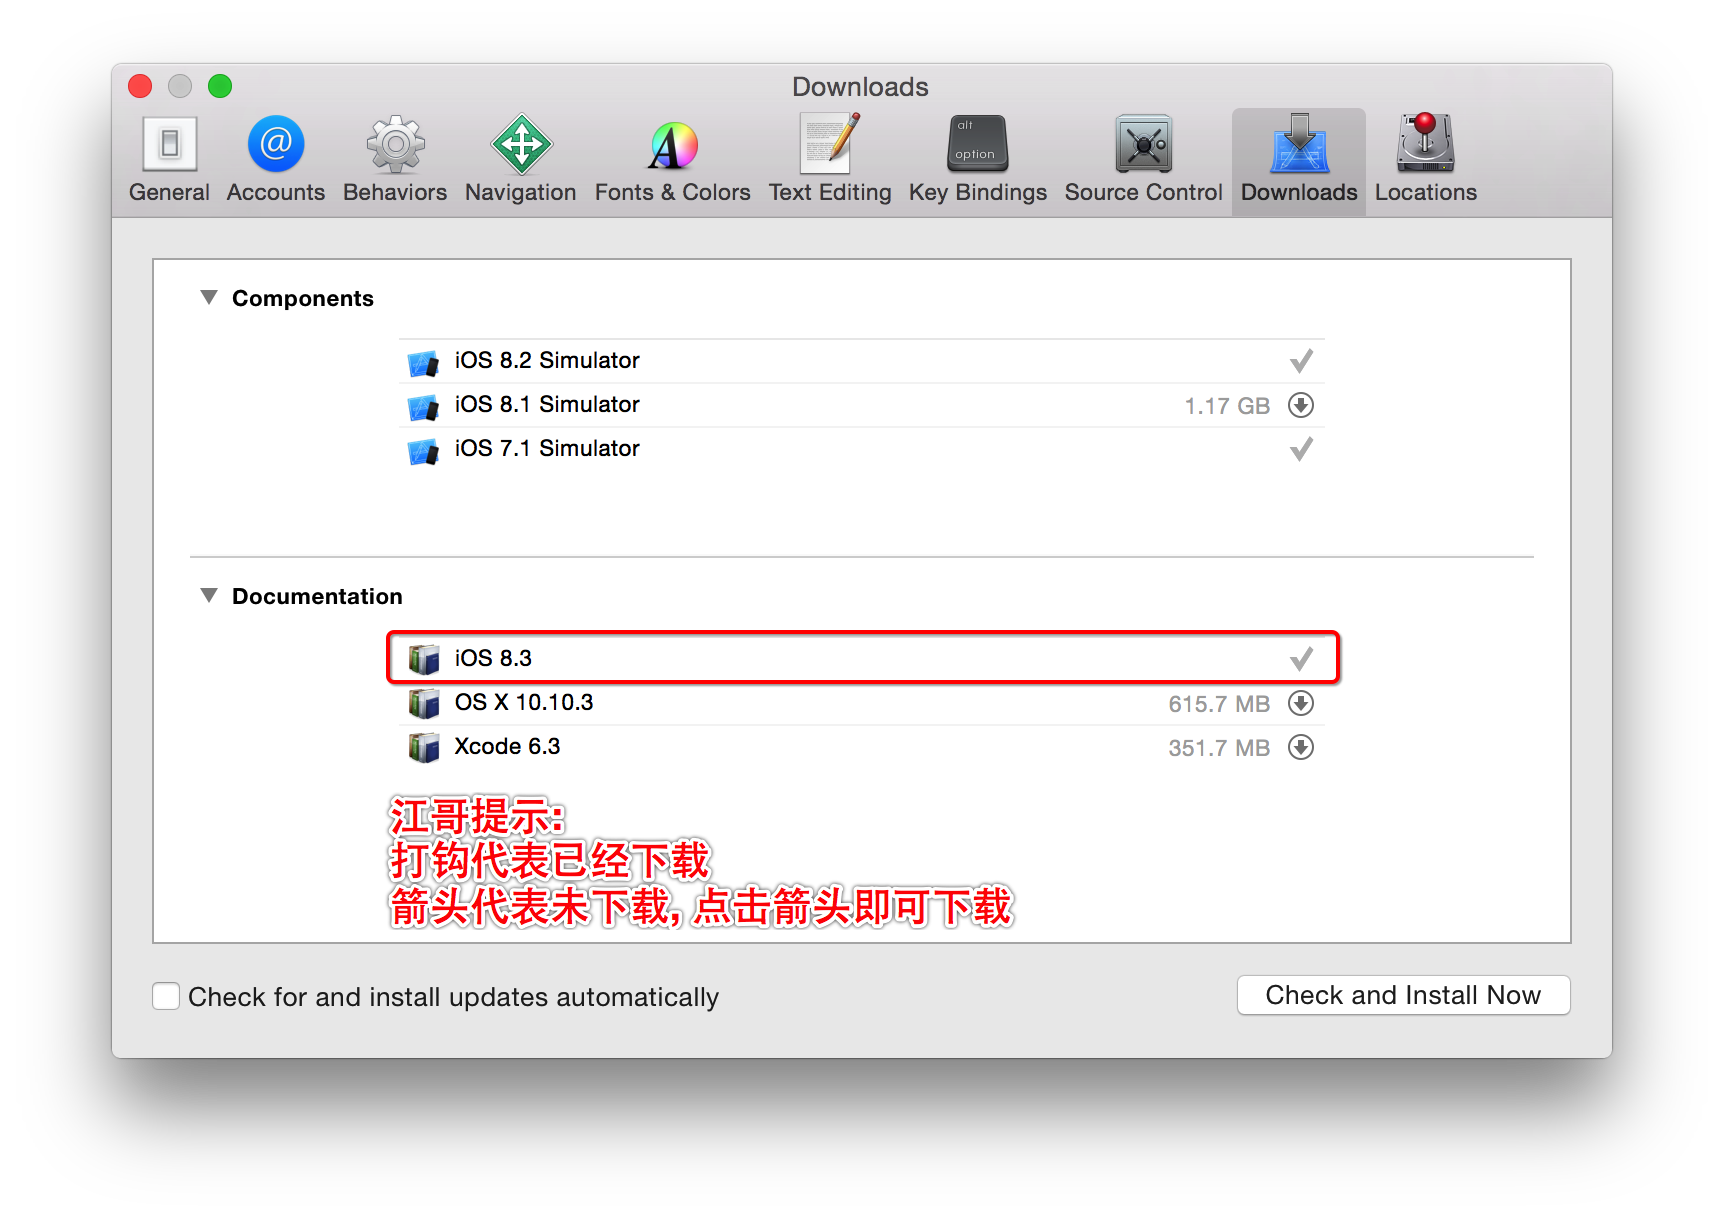 Downloads
General Accounts Behaviors Navigation Fonts & Colors Text Editing Key Bindings Source Control Downloads Locations
@
A
alt
option
Components
iOS 8.2 Simulator
iOS 8.1 Simulator 1.17 GB
iOS 7.1 Simulator
Documentation
iOS 8.3
OS X 10.10.3 615.7 MB
Xcode 6.3 351.7 MB
江哥提示:
打钩代表已经下载
箭头代表未下载, 点击箭头即可下载
Check for and install updates automatically
Check and Install Now